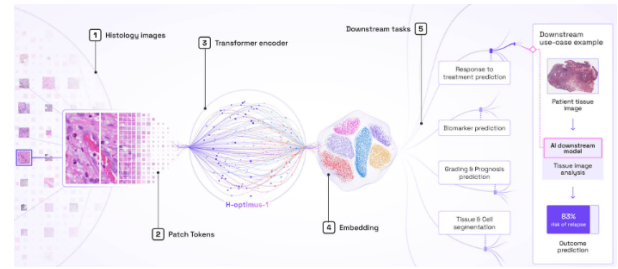 1 Histology images
3 Transformer encoder
Downstream tasks 5
H-optimus-1
2 Patch Tokens
4 Embedding
Response to
treatment prediction
Biomarker prediction
Grading & Prognosis
prediction
Tissue & Cell
segmentation
Downstream
use-case example
Patient tissue
image
AI downstream
model
Tissue image
analysis
83%
risk of relapse
Outcome
prediction